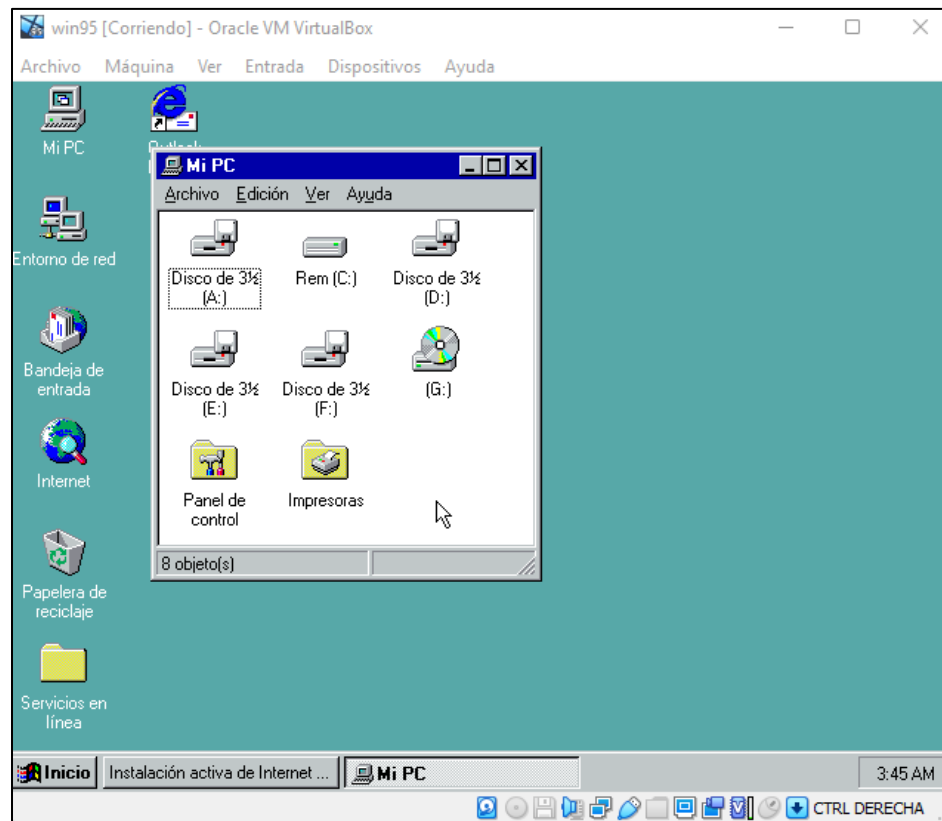 win95 [Corriendo] - Oracle VM VirtualBox
Archivo Máquina Ver Entrada Dispositivos Ayuda
Mi PC
Entorno de red
Bandeja de
entrada
Internet
Papelera de
reciclaje
Servicios en
línea
Mi PC
Archivo Edición Ver Ayuda
Disco de 3½
(A:)
Rem (C:)
Disco de 3½
(D:)
Disco de 3½
(E:)
Disco de 3½
(F:)
(G:)
Panel de
control
Impresoras
8 objeto(s)
Inicio
Instalación activa de Internet ...
Mi PC
3:45 AM
CTRL DERECHA